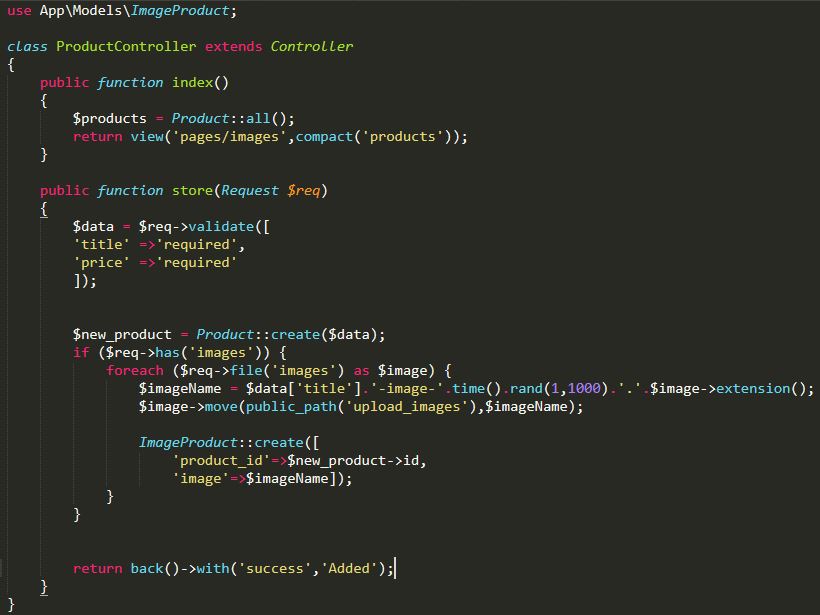 use App\Models\ImageProduct;
class ProductController extends Controller
{
public function index()
{
$products = Product::all();
return view('pages/images',compact('products'));
}
public function store(Request $req)
{
$data = $req->validate([
'title' =>'required',
'price' =>'required'
]);
$new_product = Product::create($data);
if ($req->has('images')) {
foreach ($req->file('images') as $image) {
$imageName = $data['title'].'-image-'.time().rand(1,1000).'.'.$image->extension();
$image->move(public_path('upload_images'),$imageName);
ImageProduct::create([
'product_id'=>$new_product->id,
'image'=>$imageName]);
}
}
return back()->with('success','Added');
}
}